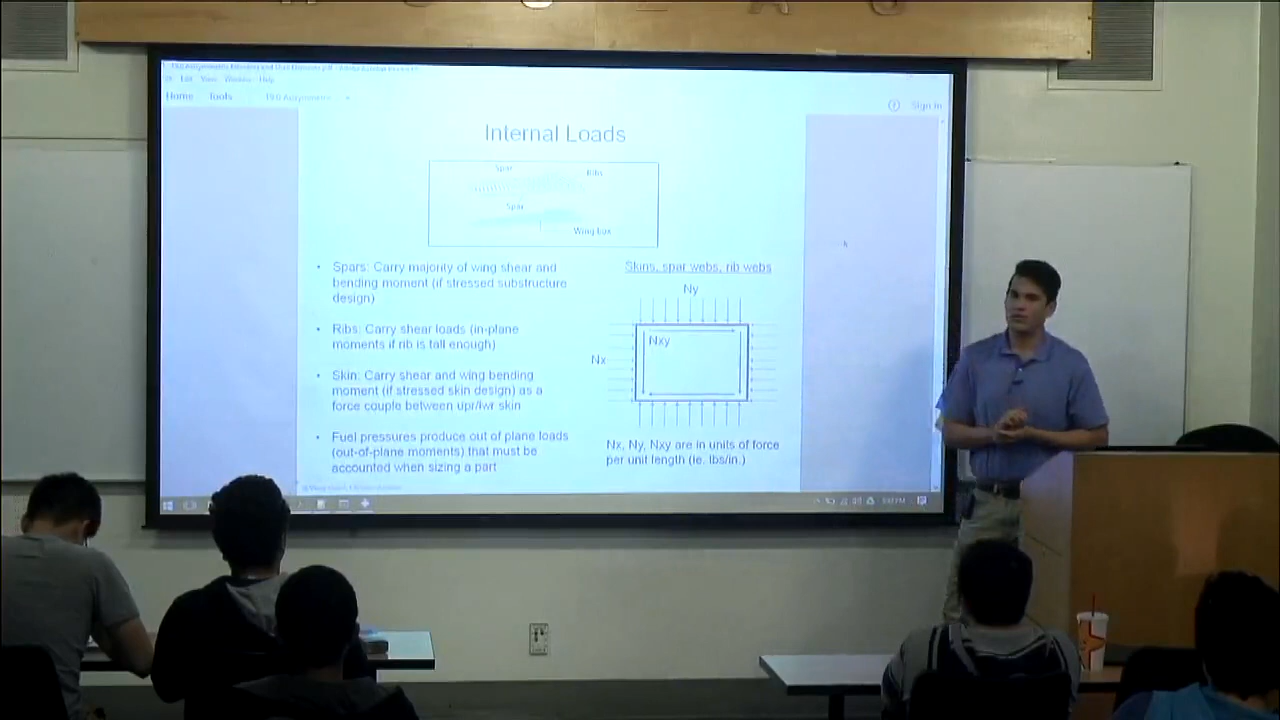 Edit View Window Help
Home Tools
Sign In
Internal Loads
Spar
Ribs
Spar
Wing box
• Spars: Carry majority of wing shear and
bending moment (if stressed substructure
design)
• Ribs: Carry shear loads (in-plane
moments if rib is tall enough)
• Skin: Carry shear and wing bending
moment (if stressed skin design) as a
force couple between upr/lwr skin
• Fuel pressures produce out of plane loads
(out-of-plane moments) that must be
accounted when sizing a part
Skins, spar webs, rib webs
Ny
Nxy
Nx
Nx, Ny, Nxy are in units of force
per unit length (ie. lbs/in.)